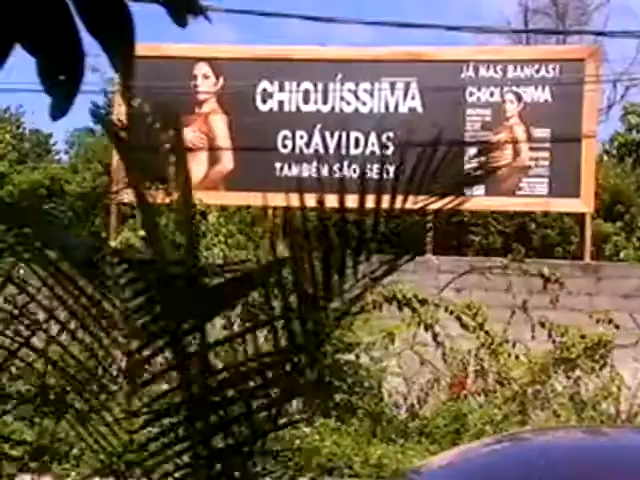 CHIQUÍSSIMA
GRÁVIDAS
TAMBÉM SÃO SEXY
JÁ NAS BANCAS!
CHIQUÍSSIMA